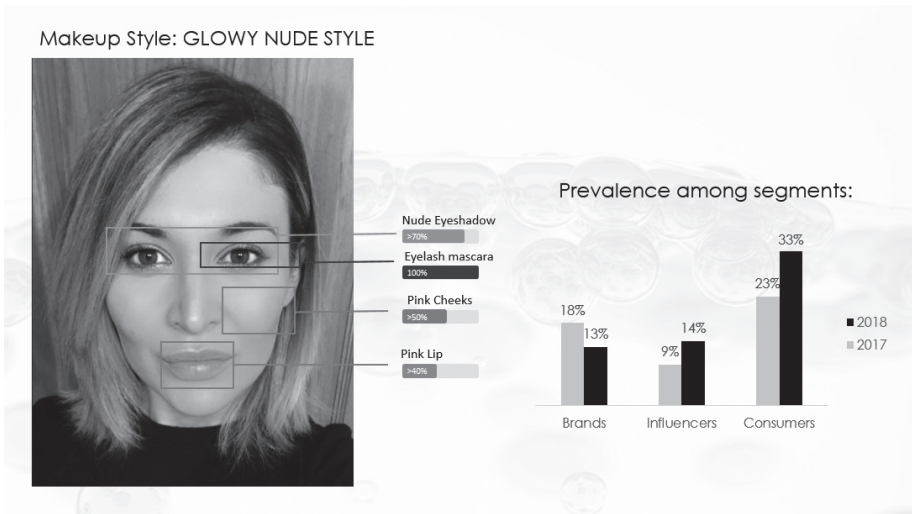 Makeup Style: GLOWY NUDE STYLE
Nude Eyeshadow
>70%
Eyelash mascara
100%
Pink Cheeks
>50%
Pink Lip
>40%
Prevalence among segments:
18%
13%
9%
14%
23%
33%
Brands
Influencers
Consumers
2018
2017